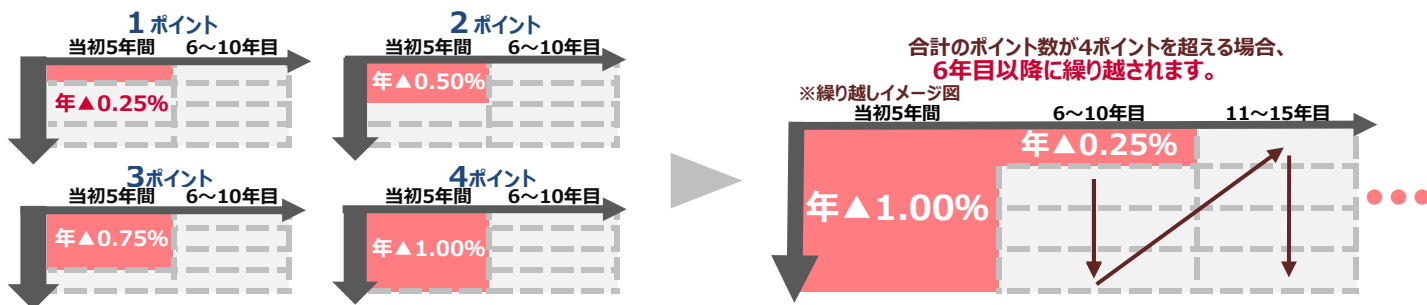 1ポイント
当初5年間 6～10年目
年▲0.25%
2ポイント
当初5年間 6～10年目
年▲0.50%
3ポイント
当初5年間 6～10年目
年▲0.75%
4ポイント
当初5年間 6～10年目
年▲1.00%
合計のポイント数が4ポイントを超える場合、
6年目以降に繰り越されます。
※繰り越しイメージ図
当初5年間 6～10年目 11～15年目
年▲0.25%
年▲1.00%